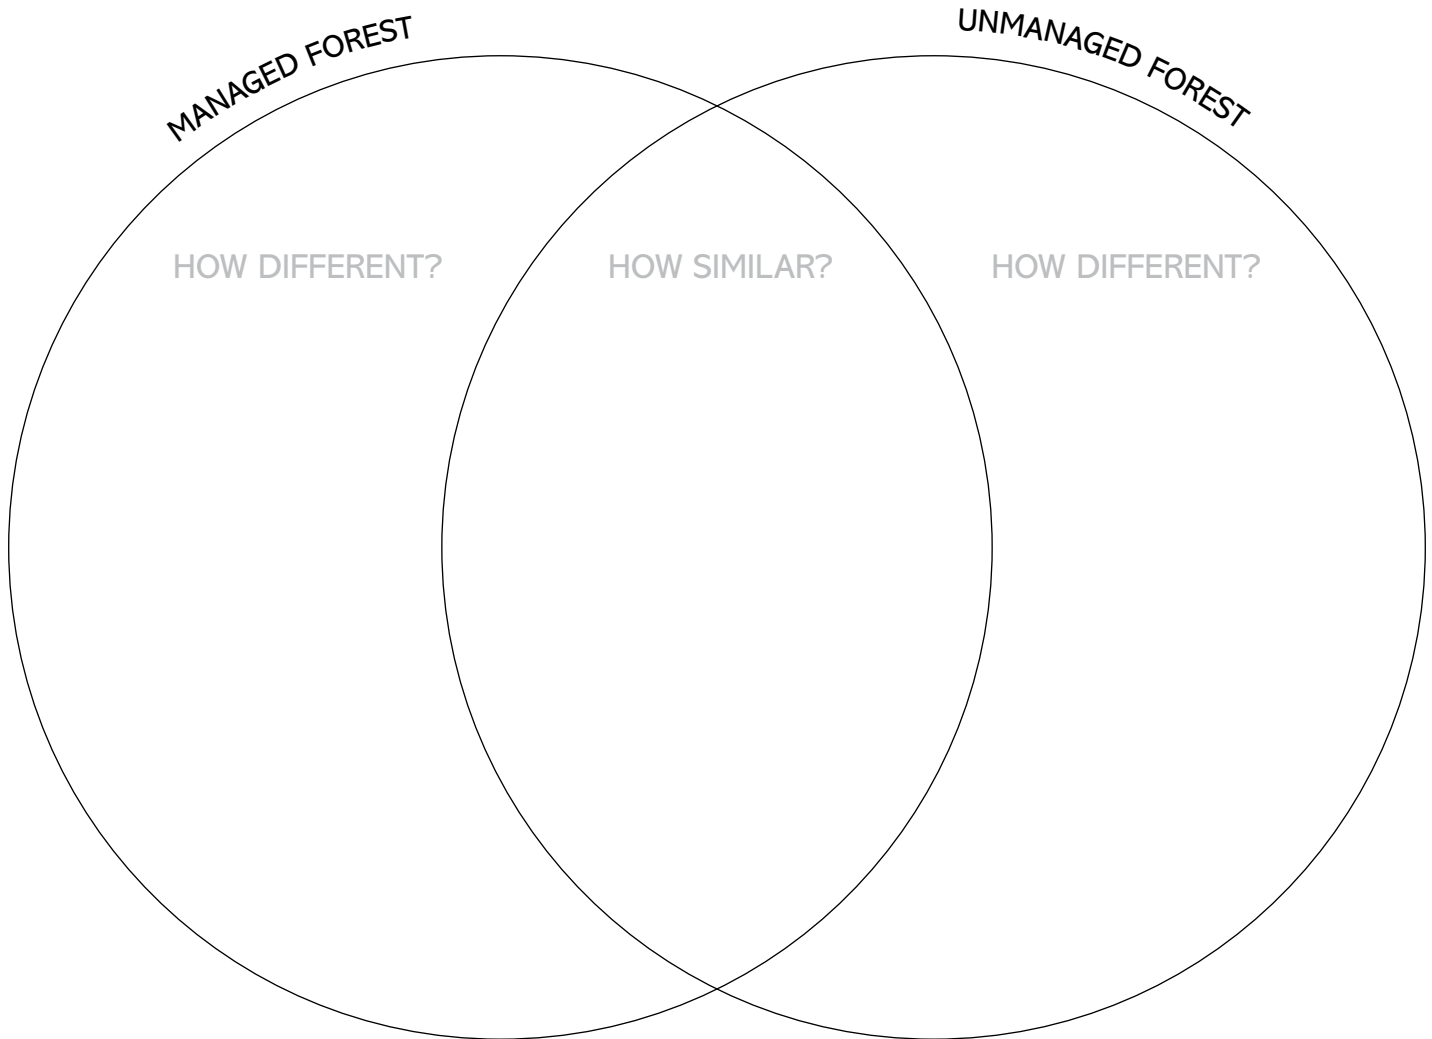 MANAGED FOREST
UNMANAGED FOREST
HOW DIFFERENT?
HOW SIMILAR?
HOW DIFFERENT?